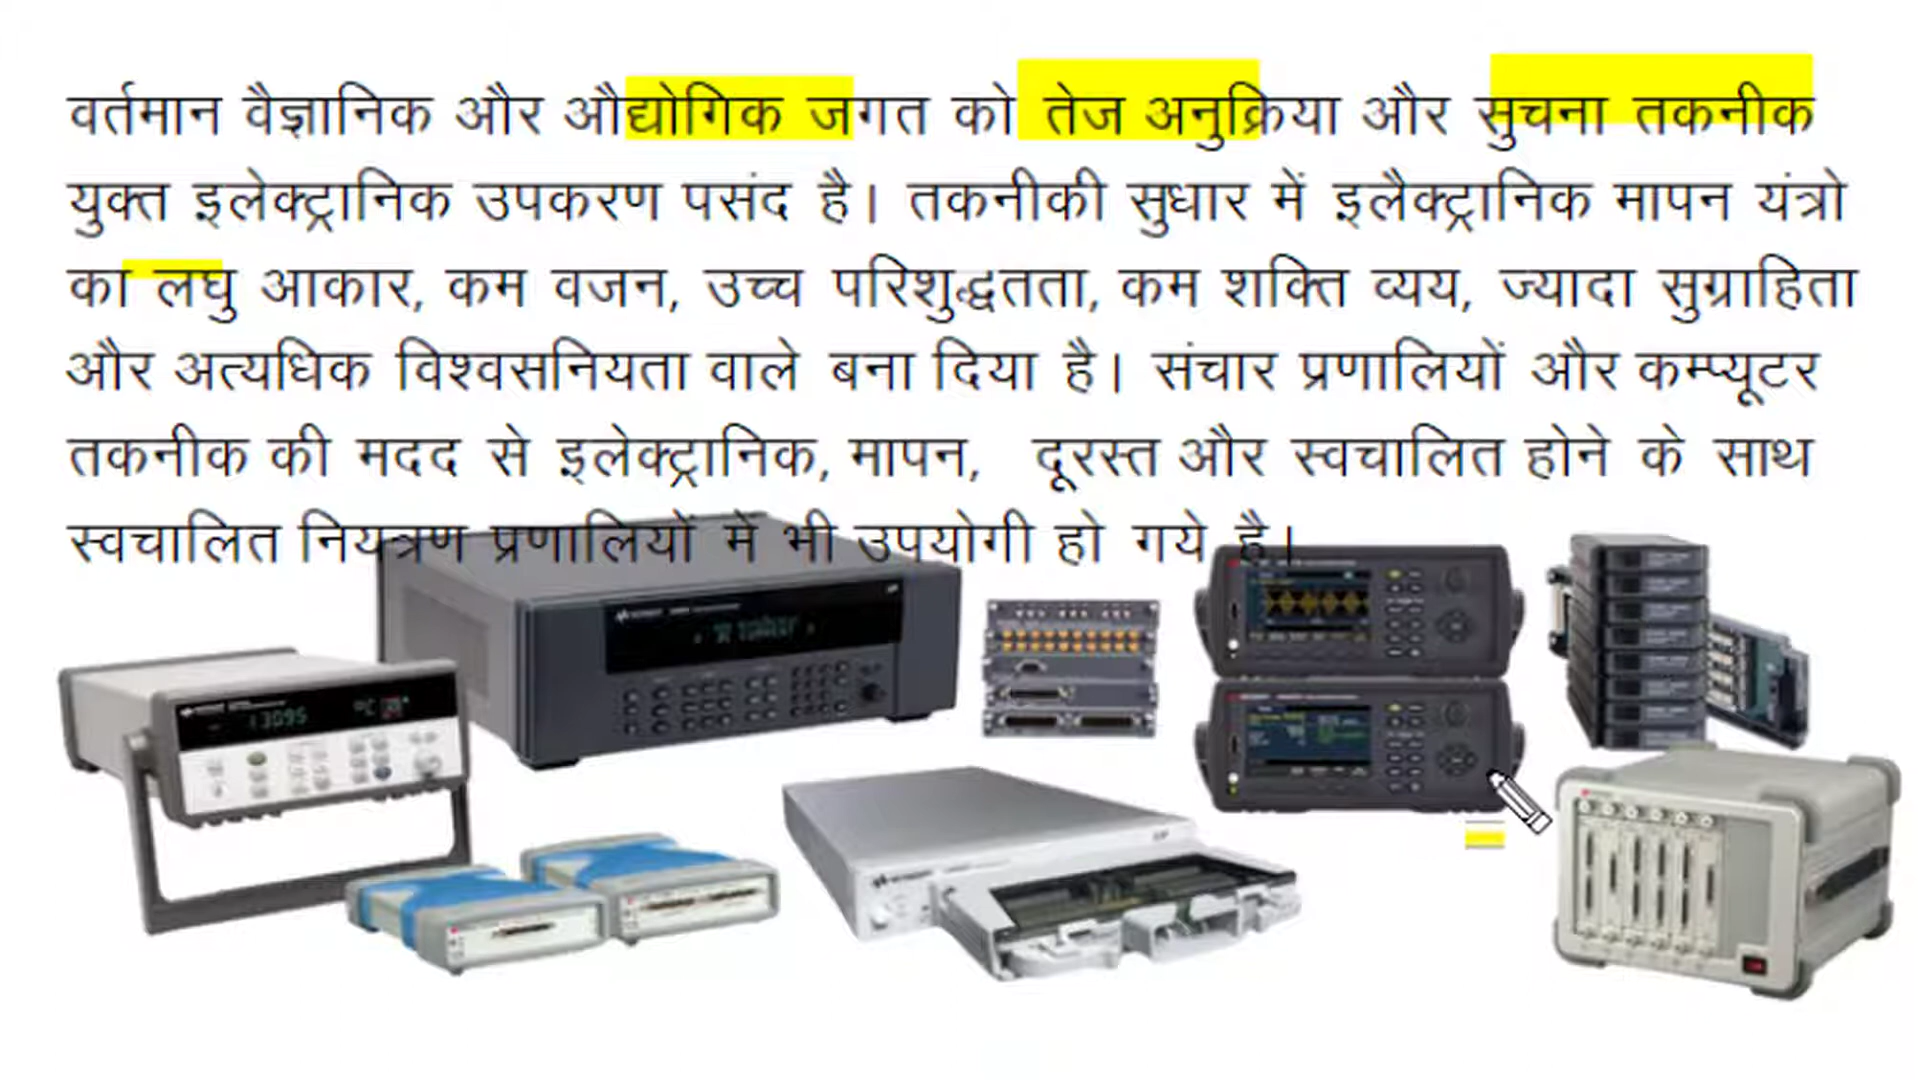 वर्तमान वैज्ञानिक और औद्योगिक जगत को तेज अनुक्रिया और सुचना तकनीक
युक्त इलेक्ट्रानिक उपकरण पसंद है। तकनीकी सुधार में इलैक्ट्रानिक मापन यंत्रो
का लघु आकार, कम वजन, उच्च परिशुद्धतता, कम शक्ति व्यय, ज्यादा सुग्राहिता
और अत्यधिक विश्वसनियता वाले बना दिया है। संचार प्रणालियों और कम्प्यूटर
तकनीक की मदद से इलेक्ट्रानिक, मापन, दूरस्त और स्वचालित होने के साथ
स्वचालित नियत्रण प्रणालियों मे भी उपयोगी हो गये है।